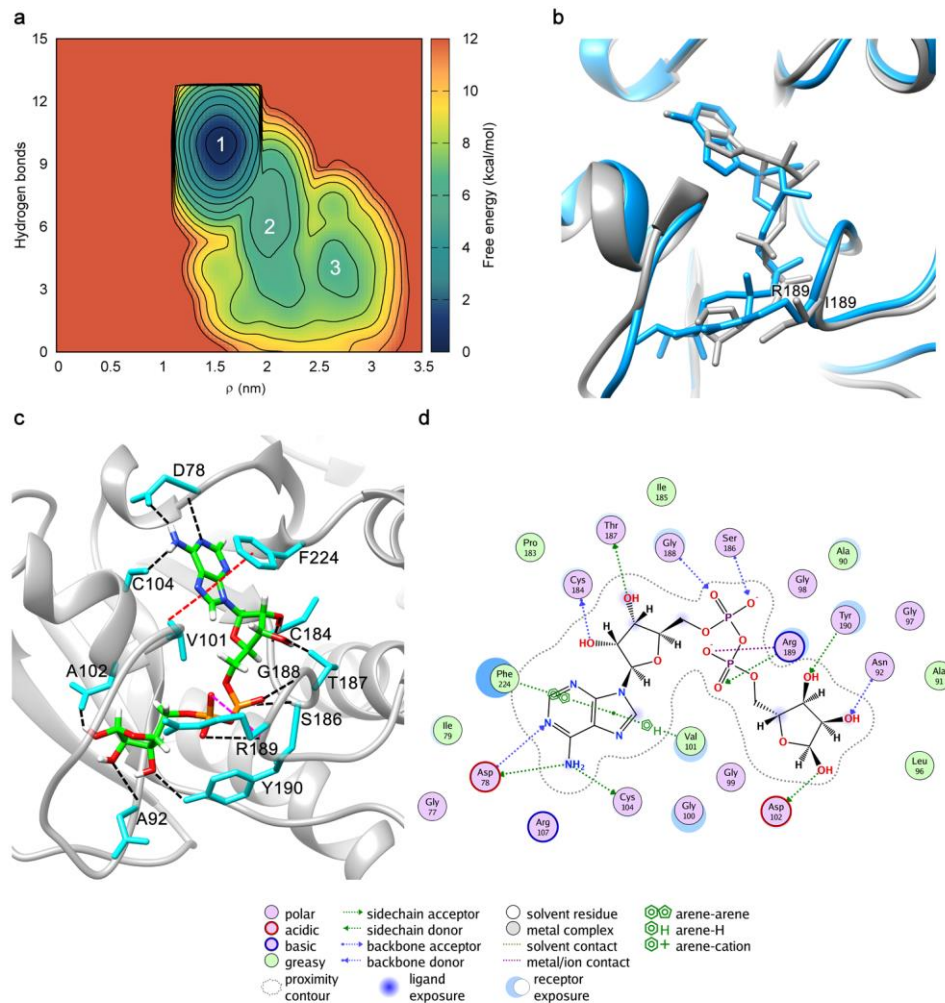 a
15
12
9
6
3
0
Hydrogen bonds
0 0.5 1 1.5 2 2.5 3 3.5
ρ (nm)
1
2
3
12
10
8
6
4
2
0
Free energy (kcal/mol)
b
R189
I189
c
D78
F224
C104
C184
V101
G188
A102
T187
S186
R189
Y190
A92
d
Ile
185
Thr
187
Gly
188
Ser
186
Pro
183
Ala
90
Cys
184
Gly
98
Tyr
190
Gly
97
Arg
189
Asn
92
Phe
224
Ala
91
Ile
79
Val
101
Leu
96
Asp
78
Gly
99
Gly
77
Cys
104
Gly
100
Asp
102
Arg
107
OH
OH
O
O
O
O-
P
O
O
P
O
O
O
N
N
N
N
NH2
H
H
H
H
H
OH
OH
O
H
H
H
H
OH
polar sidechain acceptor solvent residue arene-arene
acidic sidechain donor metal complex H arene-H
basic backbone acceptor solvent contact + arene-cation
greasy backbone donor metal/ion contact
proximity contour ligand exposure receptor exposure